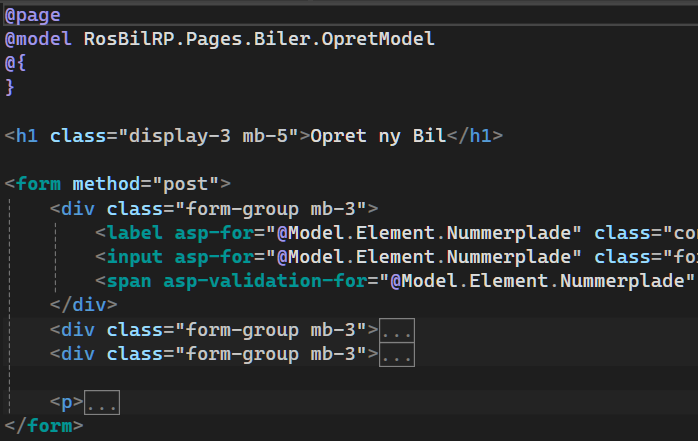 @page
@model RosBilRP.Pages.Biler.OpretModel
@{
}
<h1 class="display-3 mb-5">Opret ny Bil</h1>
<form method="post">
<div class="form-group mb-3">
<label asp-for="@Model.Element.Nummerplade" class="co
<input asp-for="@Model.Element.Nummerplade" class="fo
<span asp-validation-for="@Model.Element.Nummerplade"
</div>
<div class="form-group mb-3">...
<div class="form-group mb-3">...
<p>...
</form>